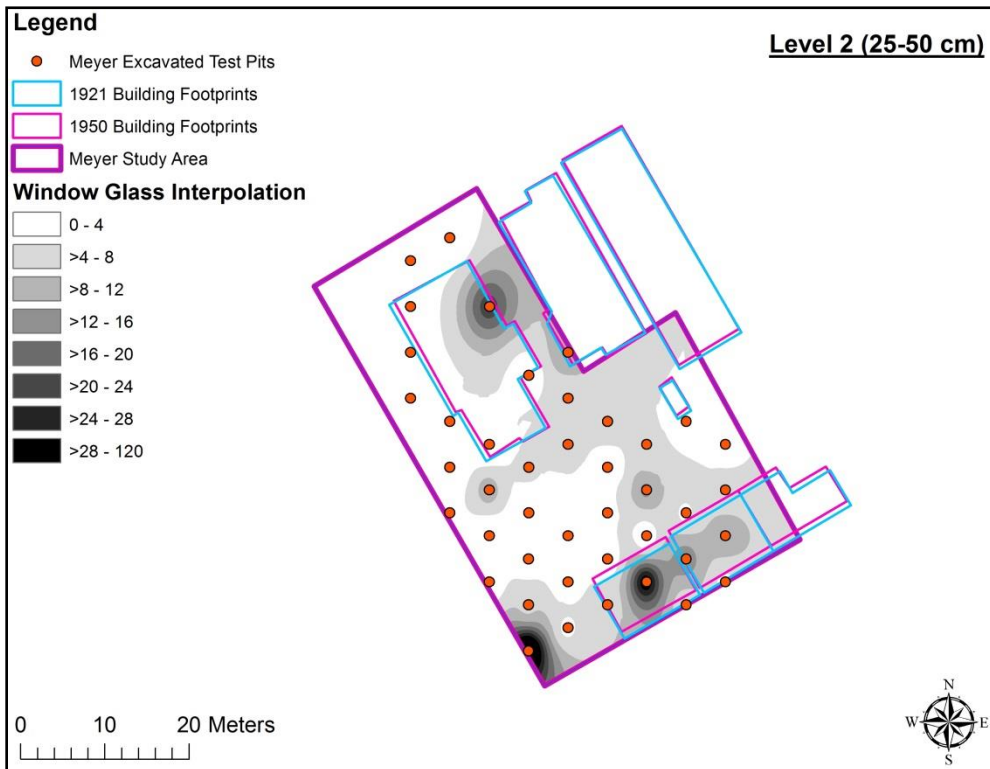 Legend
Meyer Excavated Test Pits
1921 Building Footprints
1950 Building Footprints
Meyer Study Area
Window Glass Interpolation
0 - 4
>4 - 8
>8 - 12
>12 - 16
>16 - 20
>20 - 24
>24 - 28
>28 - 120
Level 2 (25-50 cm)
0 10 20 Meters
N
W E
S